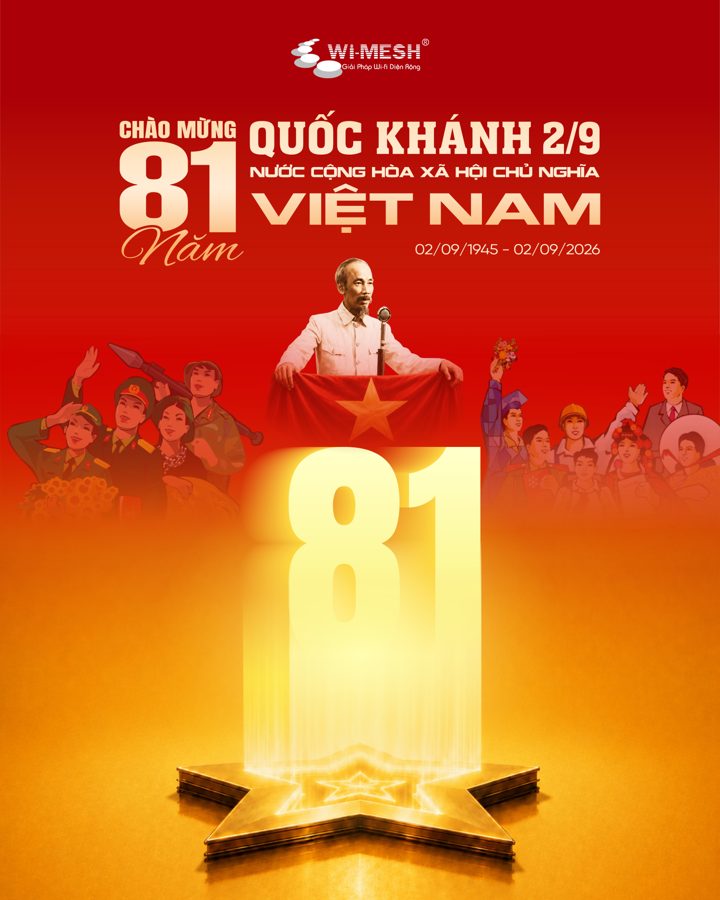 WI-MESH®
Giải Pháp Wi-Fi Diện Rộng
CHÀO MỪNG
81
Năm
QUỐC KHÁNH 2/9
NƯỚC CỘNG HÒA XÃ HỘI CHỦ NGHĨA
VIỆT NAM
02/09/1945 - 02/09/2026
81